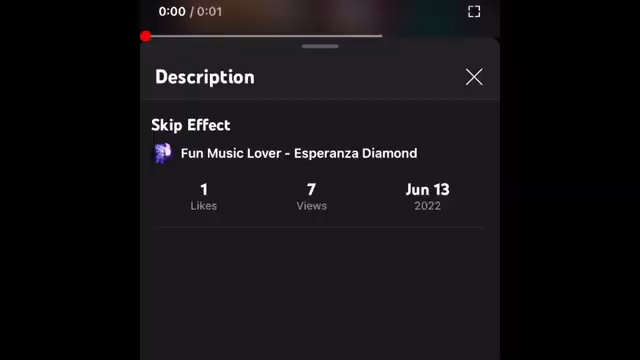 0:00 / 0:01
Description
Skip Effect
Fun Music Lover - Esperanza Diamond
1 7 Jun 13
Likes Views 2022